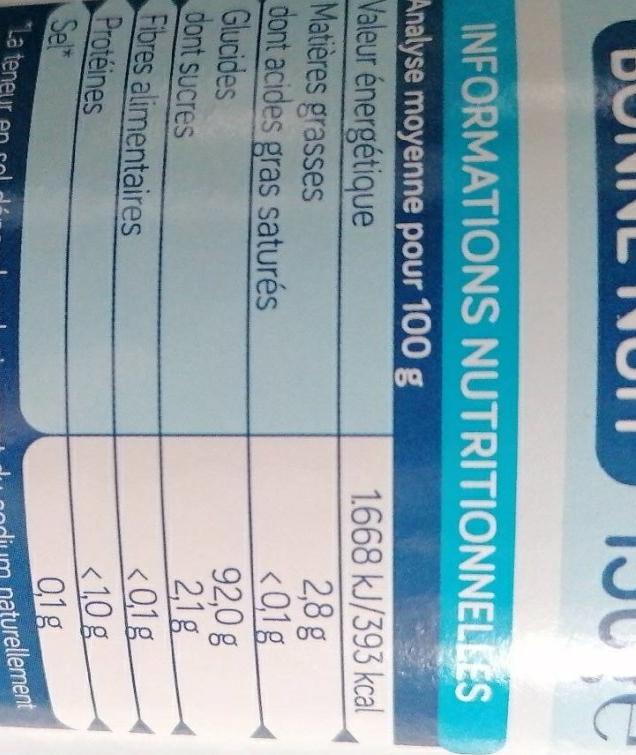 BONNE NUIT
INFORMATIONS NUTRITIONNELLES
Analyse moyenne pour 100 g
Valeur énergétique 1.668 kJ/393 kcal
Matières grasses 2,8 g
dont acides gras saturés <0,1 g
Glucides 92,0 g
dont sucres 2,1 g
Fibres alimentaires <0,1 g
Protéines <1,0 g
Sel* 0,1 g
*La teneur en sel sodium naturellement